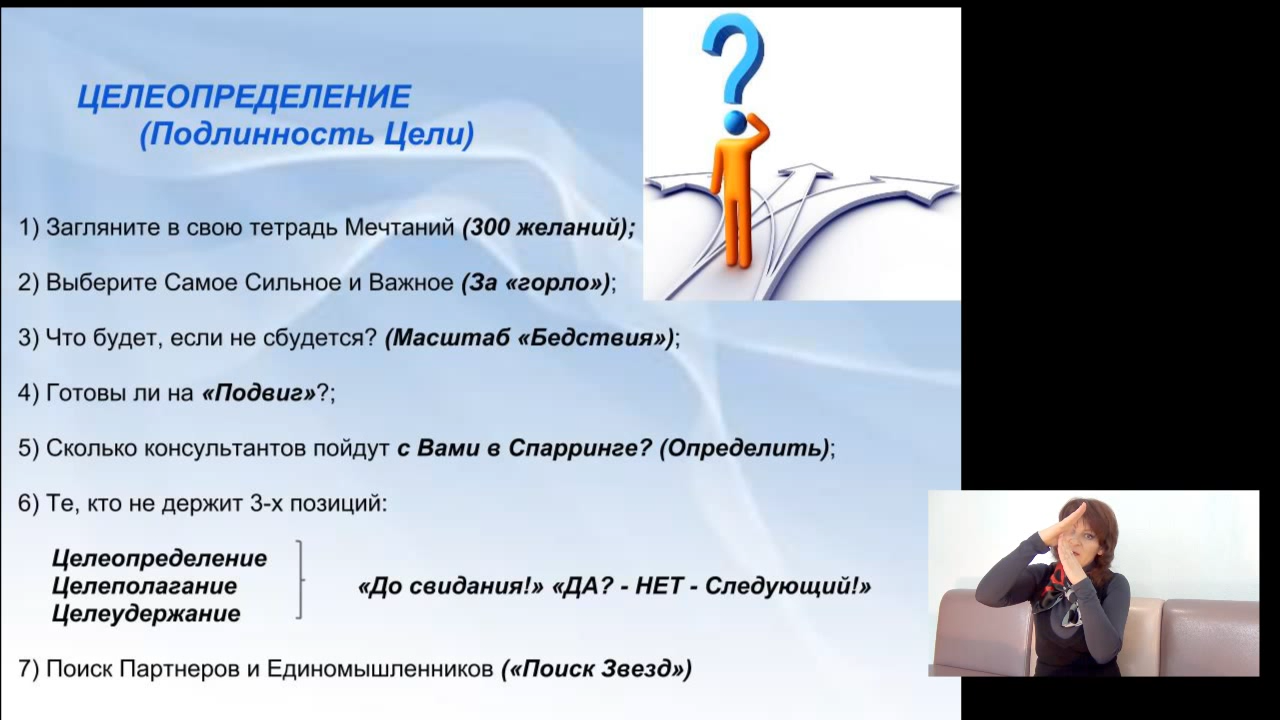 ЦЕЛЕОПРЕДЕЛЕНИЕ
(Подлинность Цели)
1) Загляните в свою тетрадь Мечтаний (300 желаний);
2) Выберите Самое Сильное и Важное (За «горло»);
3) Что будет, если не сбудется? (Масштаб «Бедствия»);
4) Готовы ли на «Подвиг»?;
5) Сколько консультантов пойдут с Вами в Спарринге? (Определить);
6) Те, кто не держит 3-х позиций:
Целеопределение
Целеполагание «До свидания!» «ДА? - НЕТ - Следующий!»
Целеудержание
7) Поиск Партнеров и Единомышленников («Поиск Звезд»)